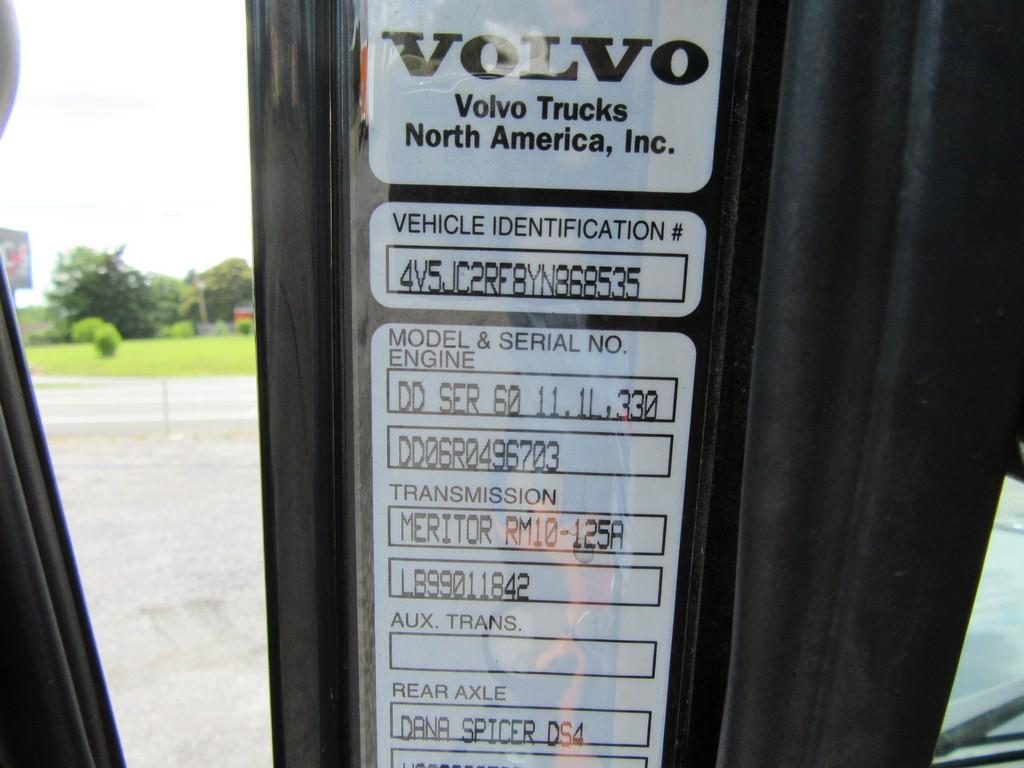 VOLVO
Volvo Trucks
North America, Inc.
VEHICLE IDENTIFICATION #
4V5JC2RF8YN868535
MODEL & SERIAL NO.
ENGINE
DD SER 60 11.1L,330
DD06R0496703
TRANSMISSION
MERITOR RM10-125A
LB99011842
AUX. TRANS.
REAR AXLE
DANA SPICER DS4